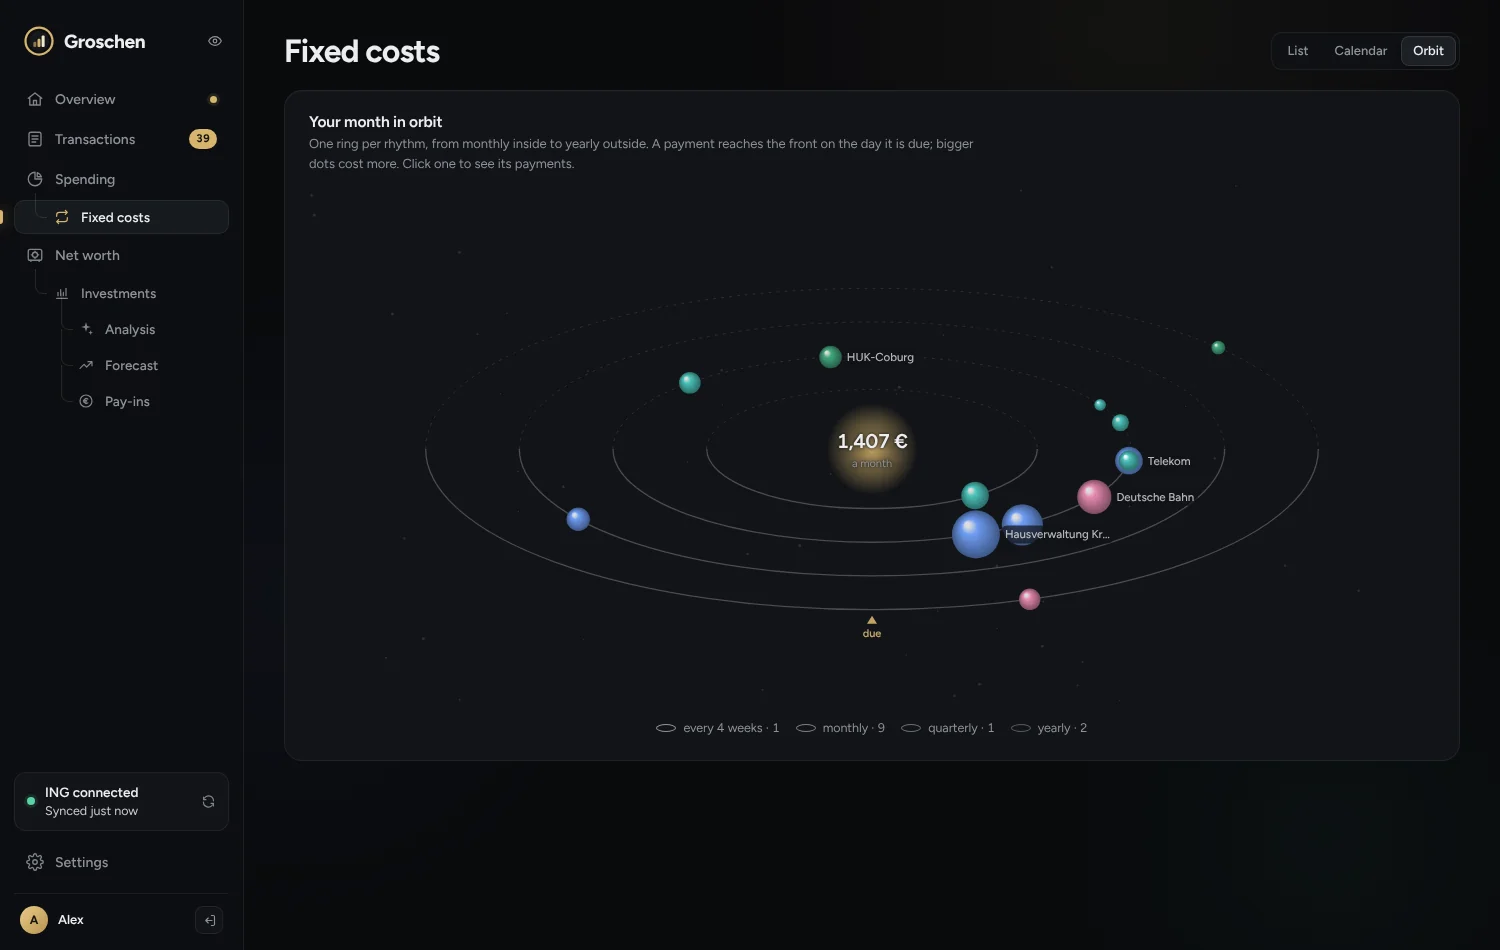 Groschen
Overview
Transactions
39
Spending
Fixed costs
Net worth
Investments
Analysis
Forecast
Pay-ins
ING connected
Synced just now
Settings
A
Alex
Fixed costs
List
Calendar
Orbit
Your month in orbit
One ring per rhythm, from monthly inside to yearly outside. A payment reaches the front on the day it is due; bigger
dots cost more. Click one to see its payments.
HUK-Coburg
1,407 €
a month
Telekom
Deutsche Bahn
Hausverwaltung Kr...
due
every 4 weeks · 1
monthly · 9
quarterly · 1
yearly · 2